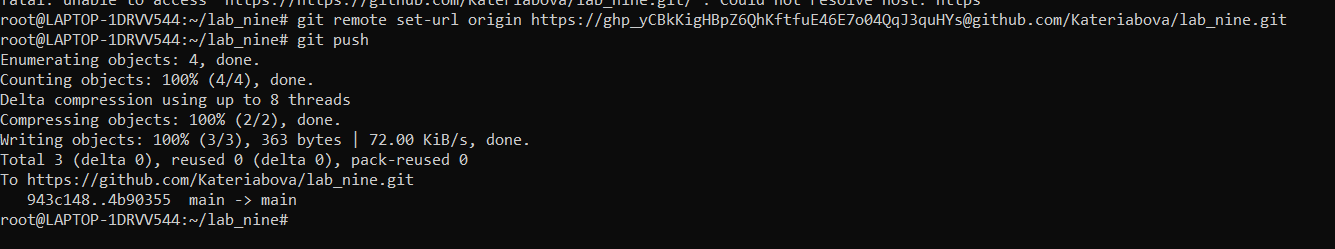 fatal: unable to access 'https://https://github.com/Kateriabova/lab_nine.git/': Could not resolve host: https
root@LAPTOP-1DRVV544:~/lab_nine# git remote set-url origin https://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@github.com/Kateriabova/lab_nine.git
root@LAPTOP-1DRVV544:~/lab_nine# git push
Enumerating objects: 4, done.
Counting objects: 100% (4/4), done.
Delta compression using up to 8 threads
Compressing objects: 100% (2/2), done.
Writing objects: 100% (3/3), 363 bytes | 72.00 KiB/s, done.
Total 3 (delta 0), reused 0 (delta 0), pack-reused 0
To https://github.com/Kateriabova/lab_nine.git
   943c148..4b90355  main -> main
root@LAPTOP-1DRVV544:~/lab_nine#